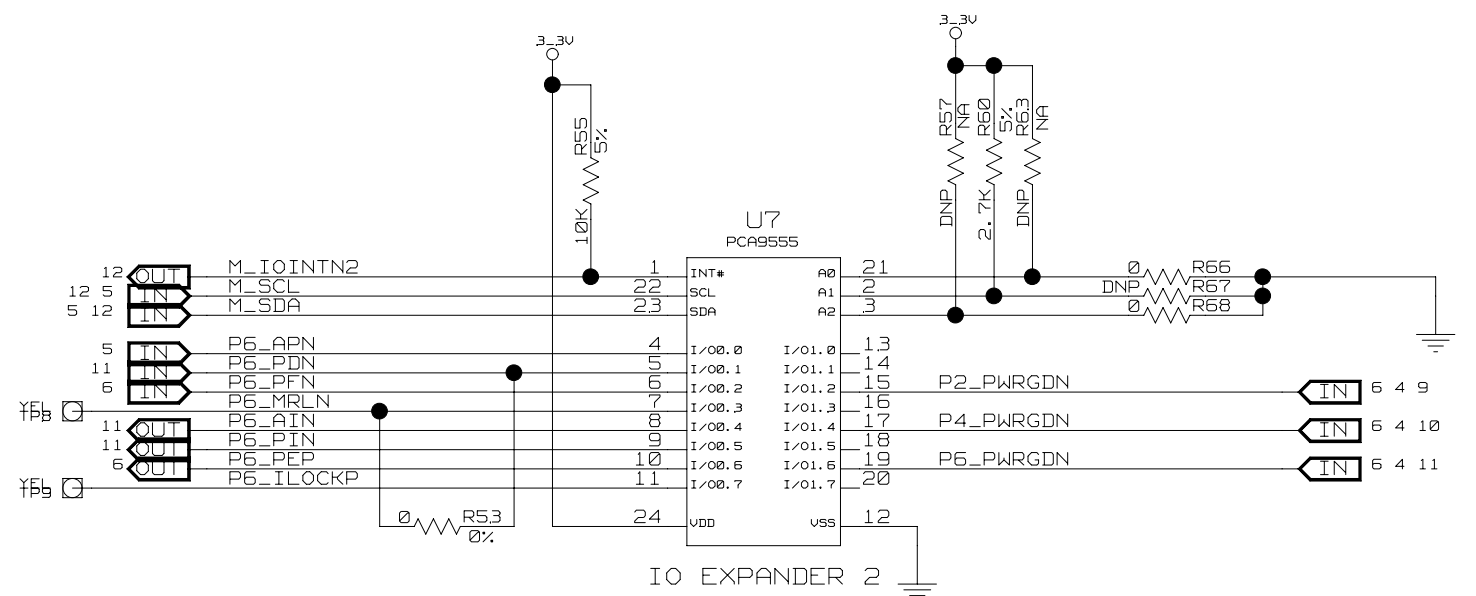 3_3V
3_3V
R57 NA
DNP
R60 5%
2.7K
R63 NA
DNP
R55 5%
10K
U7
PCA9555
12 OUT M_IOINTN2 1 INT# A0 21 0 R66
12 5 IN M_SCL 22 SCL A1 2 DNP R67
5 12 IN M_SDA 23 SDA A2 3 0 R68
5 IN P6_APN 4 I/O0.0 I/O1.0 13
11 IN P6_PDN 5 I/O0.1 I/O1.1 14
6 IN P6_PFN 6 I/O0.2 I/O1.2 15 P2_PWRGDN IN 6 4 9
YEL TP8 P6_MRLN 7 I/O0.3 I/O1.3 16
11 OUT P6_AIN 8 I/O0.4 I/O1.4 17 P4_PWRGDN IN 6 4 10
11 OUT P6_PIN 9 I/O0.5 I/O1.5 18
6 OUT P6_PEP 10 I/O0.6 I/O1.6 19 P6_PWRGDN IN 6 4 11
YEL TP9 P6_ILOCKP 11 I/O0.7 I/O1.7 20
0 R53 24 VDD VSS 12
0%
IO EXPANDER 2